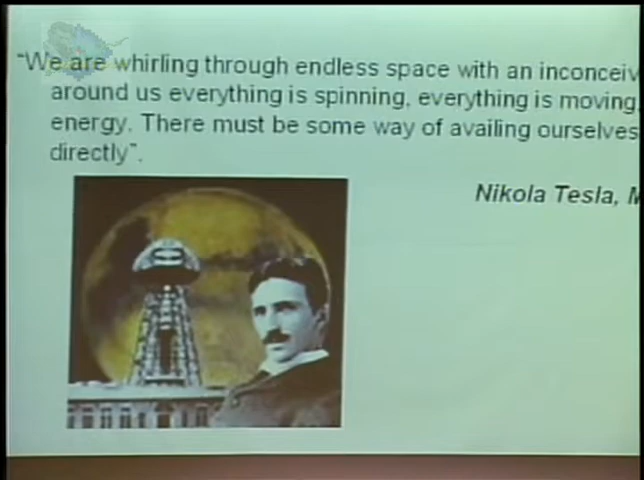 "We are whirling through endless space with an inconceiv
around us everything is spinning, everything is moving,
energy. There must be some way of availing ourselves
directly".
Nikola Tesla, M